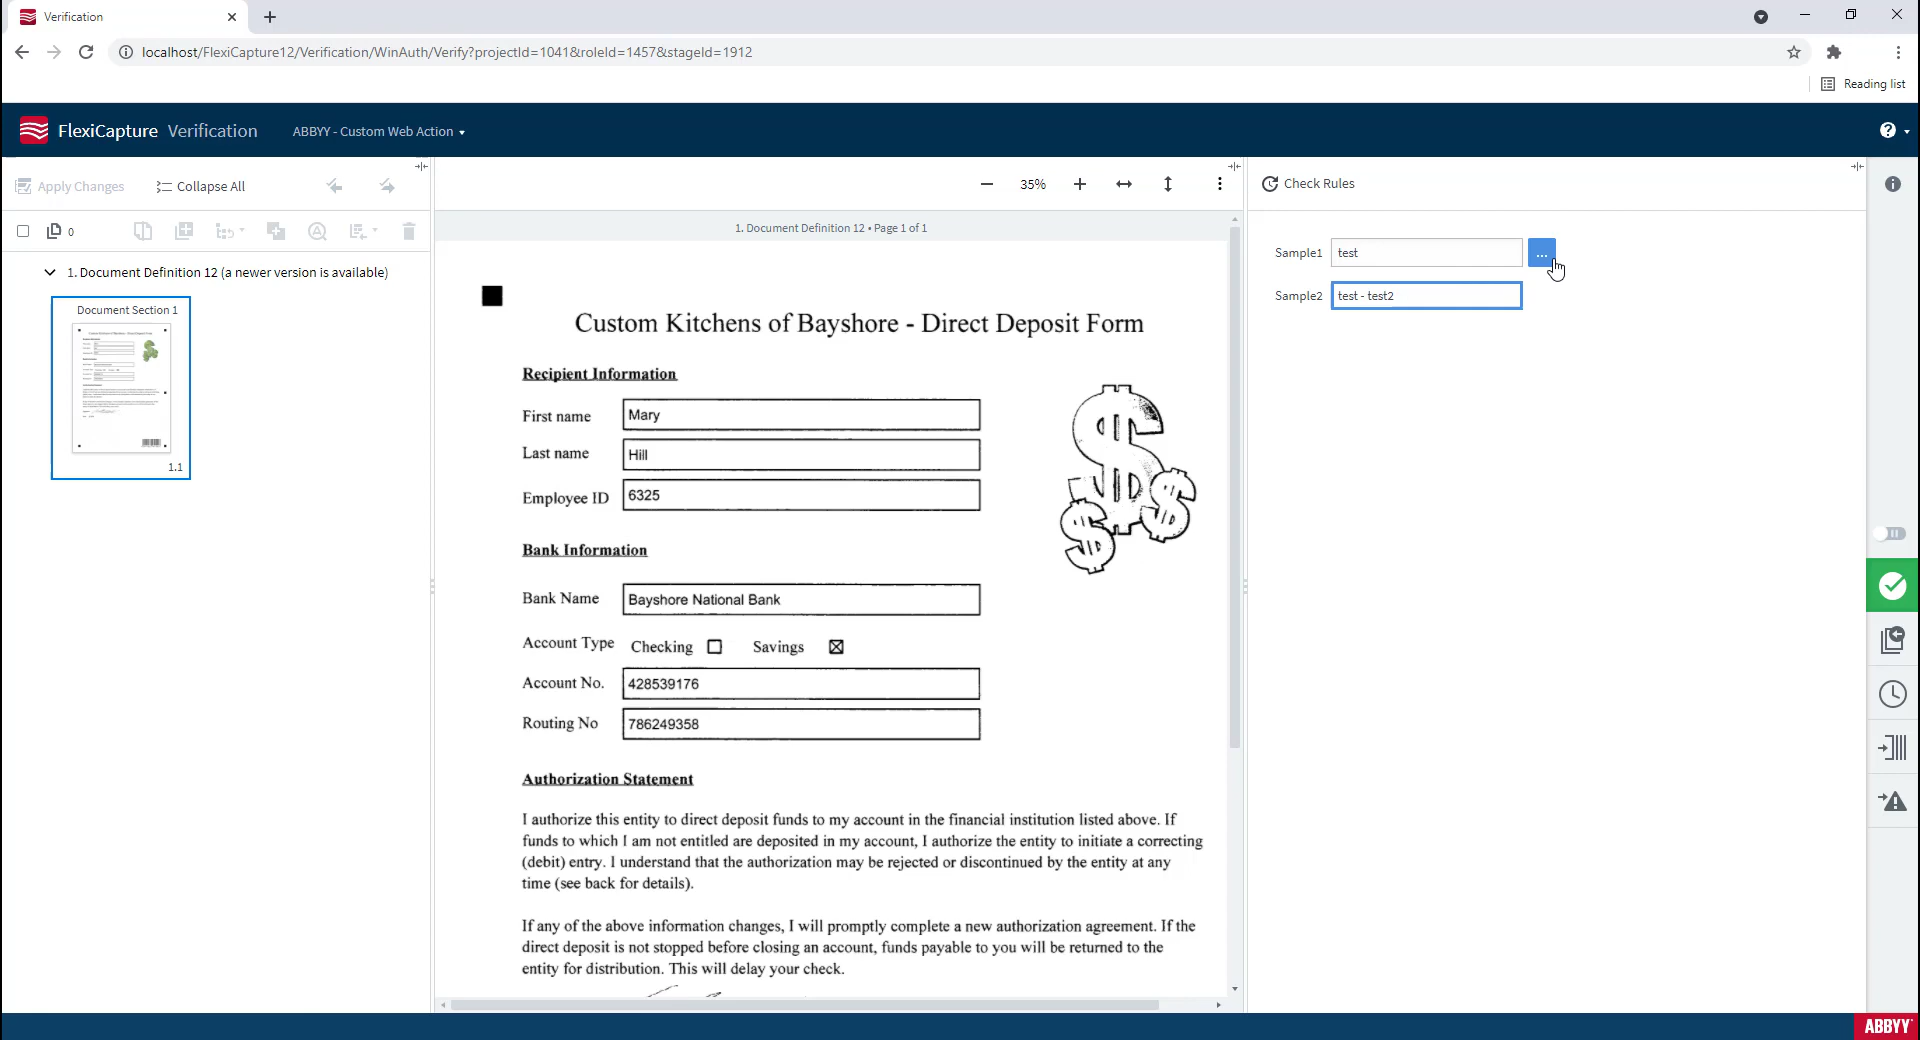 Verification
localhost/FlexiCapture12/Verification/WinAuth/Verify?projectId=1041&roleId=1457&stageId=1912
Reading list
FlexiCapture Verification
ABBYY - Custom Web Action
Apply Changes
Collapse All
0
1. Document Definition 12 (a newer version is available)
Document Section 1
1.1
35%
1. Document Definition 12 • Page 1 of 1
Custom Kitchens of Bayshore - Direct Deposit Form
Recipient Information
First name Mary
Last name Hill
Employee ID 6325
Bank Information
Bank Name Bayshore National Bank
Account Type Checking Savings
Account No. 428539176
Routing No 786249358
Authorization Statement
I authorize this entity to direct deposit funds to my account in the financial institution listed above. If
funds to which I am not entitled are deposited in my account, I authorize the entity to initiate a correcting
(debit) entry. I understand that the authorization may be rejected or discontinued by the entity at any
time (see back for details).
If any of the above information changes, I will promptly complete a new authorization agreement. If the
direct deposit is not stopped before closing an account, funds payable to you will be returned to the
entity for distribution. This will delay your check.
Check Rules
Sample1 test ...
Sample2 test - test2
ABBYY